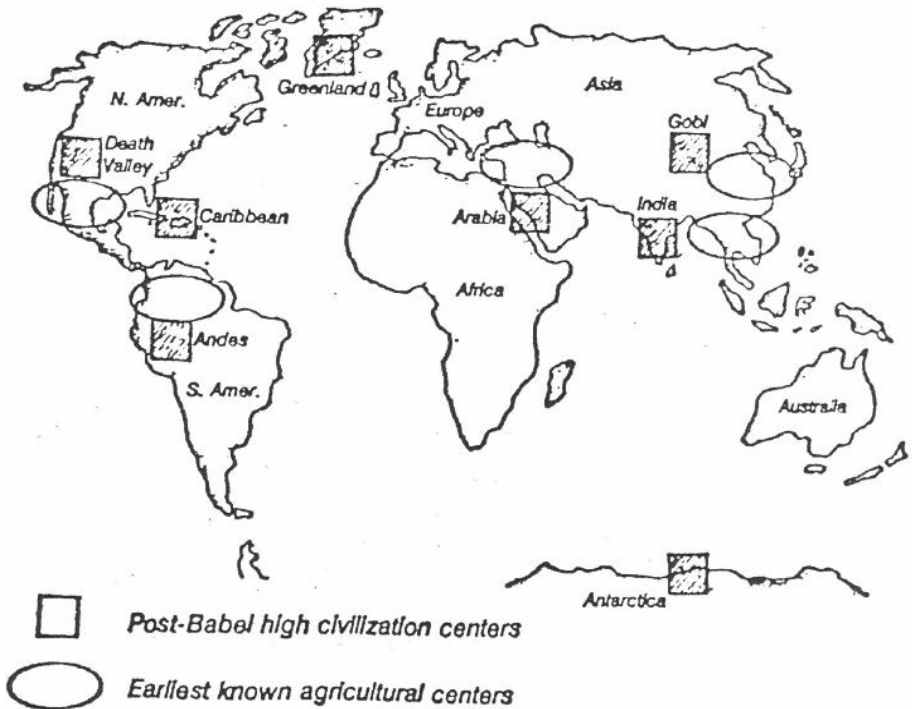 Greenland
N. Amer.
Europe
Asia
Gobi
Death
Valley
Caribbean
Arabia
India
Africa
Andes
S. Amer.
Australia
Antarctica
Post-Babel high civilization centers
Earliest known agricultural centers